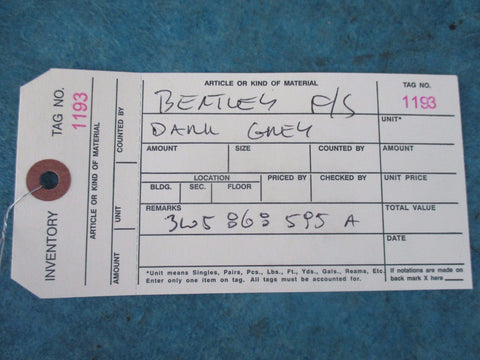 INVENTORY
TAG NO. 1193
ARTICLE OR KIND OF MATERIAL
AMOUNT UNIT COUNTED BY
ARTICLE OR KIND OF MATERIAL TAG NO.
BENTLEY P/S 1193
DARK GREY UNIT*
AMOUNT SIZE COUNTED BY AMOUNT
LOCATION PRICED BY CHECKED BY UNIT PRICE
BLDG. SEC. FLOOR
REMARKS TOTAL VALUE
3W5 868 595 A
DATE
*Unit means Singles, Pairs, Pcs., Lbs., Ft., Yds., Gals., Reams, Etc.
Enter only one item on tag. All tags must be accounted for.
If notations are made on
back mark X here